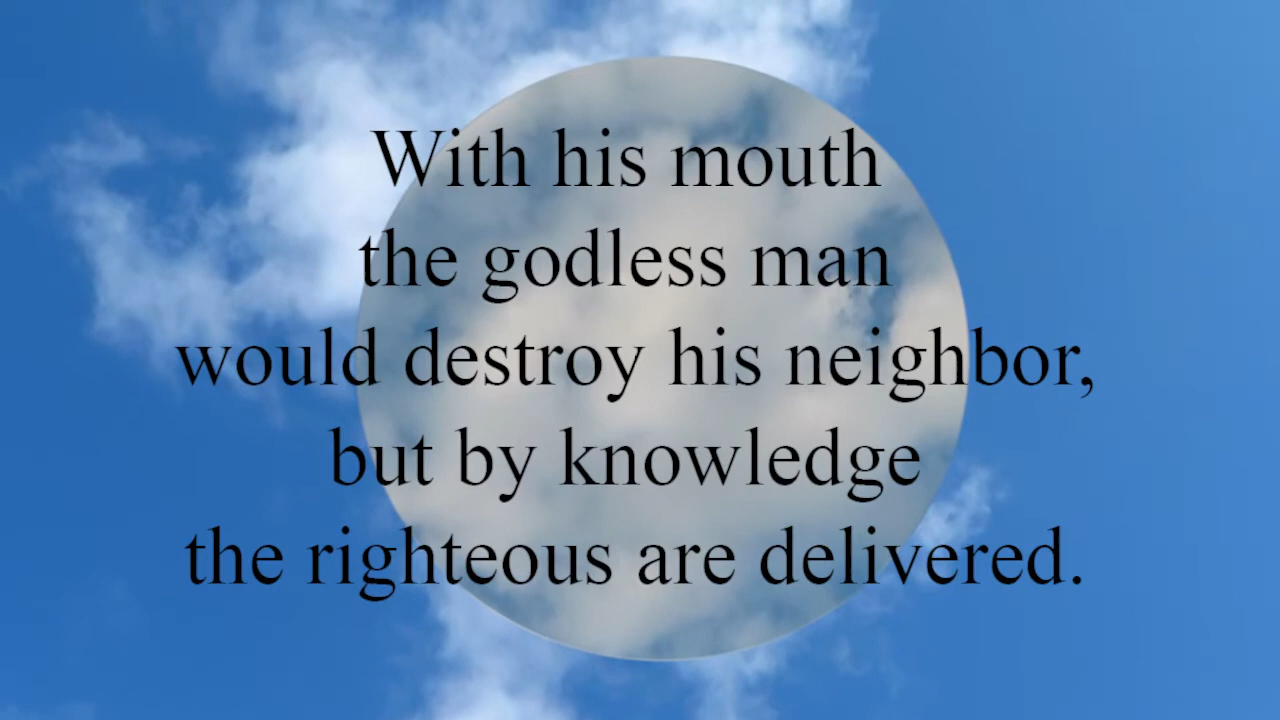 With his mouth
the godless man
would destroy his neighbor,
but by knowledge
the righteous are delivered.